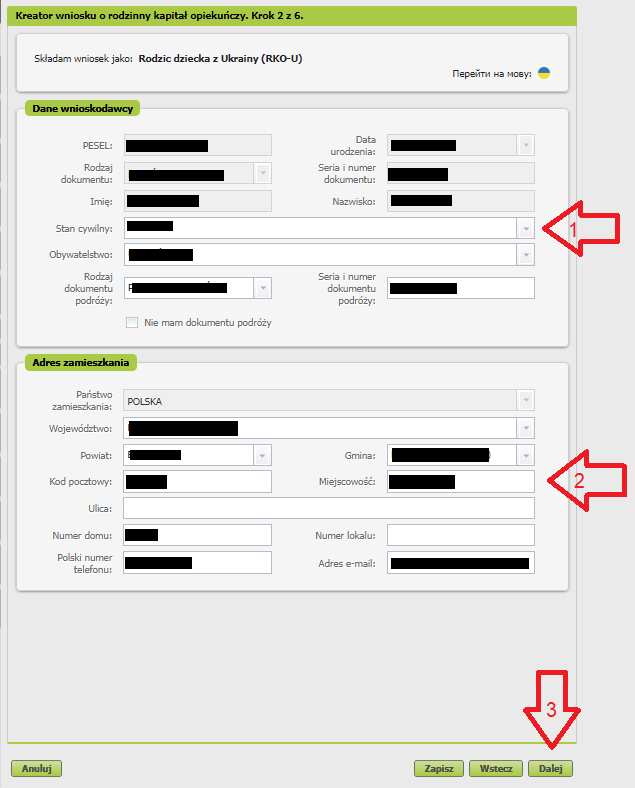 Kreator wniosku o rodzinny kapitał opiekuńczy. Krok 2 z 6.
Składam wniosek jako: Rodzic dziecka z Ukrainy (RKO-U)
Перейти на мову:
Dane wnioskodawcy
PESEL:
Data urodzenia:
Rodzaj dokumentu:
Seria i numer dokumentu:
Imię:
Nazwisko:
Stan cywilny:
1
Obywatelstwo:
Rodzaj dokumentu podróży:
Seria i numer dokumentu podróży:
Nie mam dokumentu podróży
Adres zamieszkania
Państwo zamieszkania:
POLSKA
Województwo:
Powiat:
Gmina:
Kod pocztowy:
Miejscowość:
2
Ulica:
Numer domu:
Numer lokalu:
Polski numer telefonu:
Adres e-mail:
3
Anuluj
Zapisz
Wstecz
Dalej